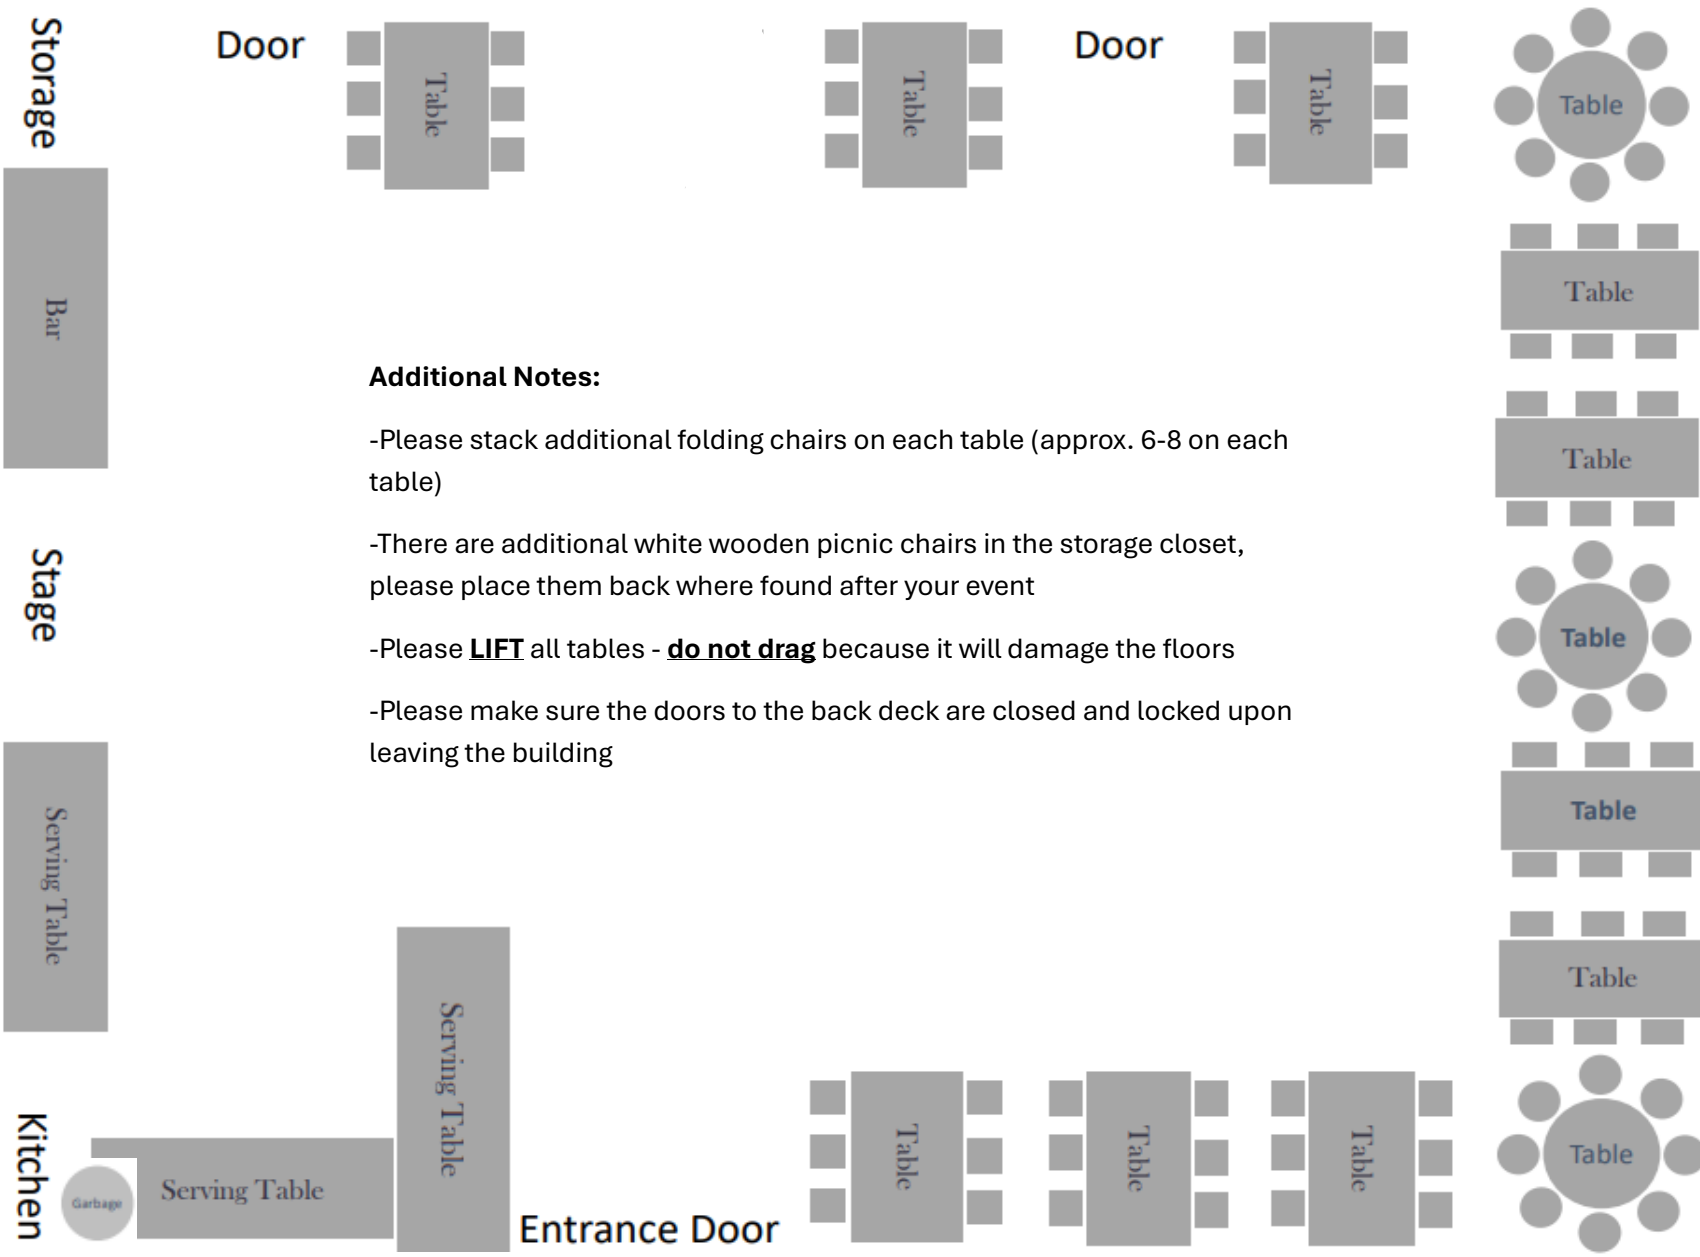 Storage
Door
Table
Table
Door
Table
Table
Bar
Table
Additional Notes:
-Please stack additional folding chairs on each table (approx. 6-8 on each
table)
Table
-There are additional white wooden picnic chairs in the storage closet,
please place them back where found after your event
Stage
-Please LIFT all tables - do not drag because it will damage the floors
Table
-Please make sure the doors to the back deck are closed and locked upon
leaving the building
Table
Serving Table
Table
Serving Table
Kitchen
Garbage
Serving Table
Entrance Door
Table
Table
Table
Table